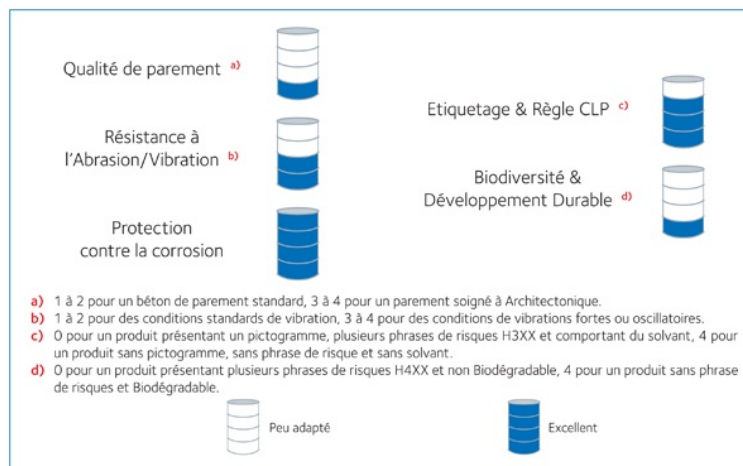 Qualité de parement a)
Résistance à
l'Abrasion/Vibration b)
Protection
contre la corrosion
Etiquetage & Règle CLP c)
Biodiversité &
Développement Durable d)
a) 1 à 2 pour un béton de parement standard, 3 à 4 pour un parement soigné à Architectonique.
b) 1 à 2 pour des conditions standards de vibration, 3 à 4 pour des conditions de vibrations fortes ou oscillatoires.
c) 0 pour un produit présentant un pictogramme, plusieurs phrases de risques H3XX et comportant du solvant, 4 pour
un produit sans pictogramme, sans phrase de risque et sans solvant.
d) 0 pour un produit présentant plusieurs phrases de risques H4XX et non Biodégradable, 4 pour un produit sans phrase
de risques et Biodégradable.
Peu adapté
Excellent